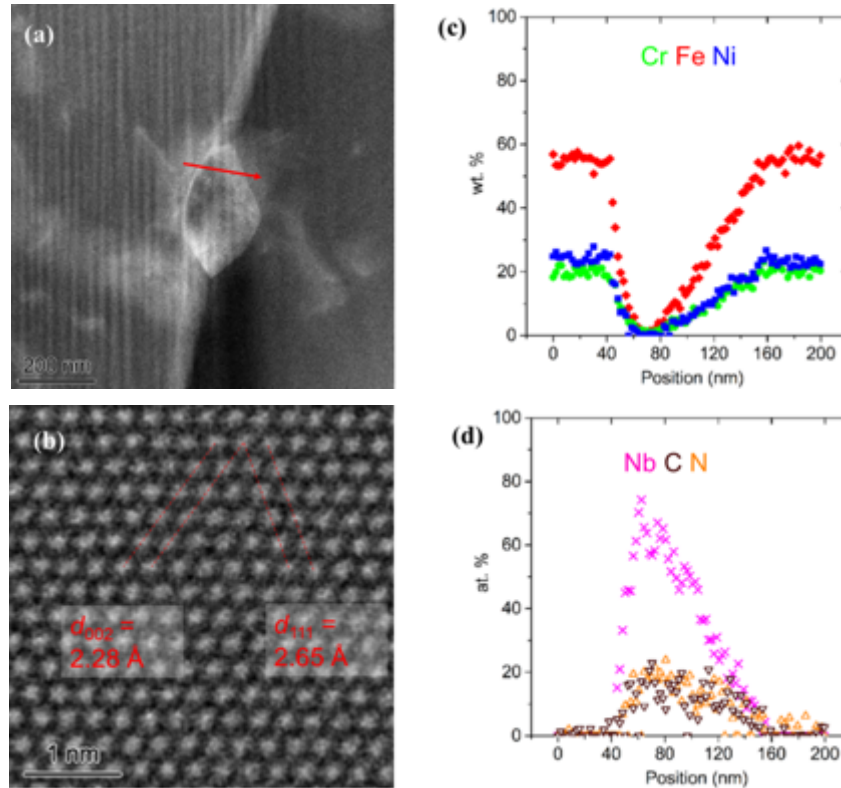 (a)
200 nm
(b)
d002 =
2.28 Å
d111 =
2.65 Å
1 nm
(c)
Cr Fe Ni
wt. %
100
80
60
40
20
0
0 40 80 120 160 200
Position (nm)
(d)
Nb C N
at. %
100
80
60
40
20
0
0 40 80 120 160 200
Position (nm)